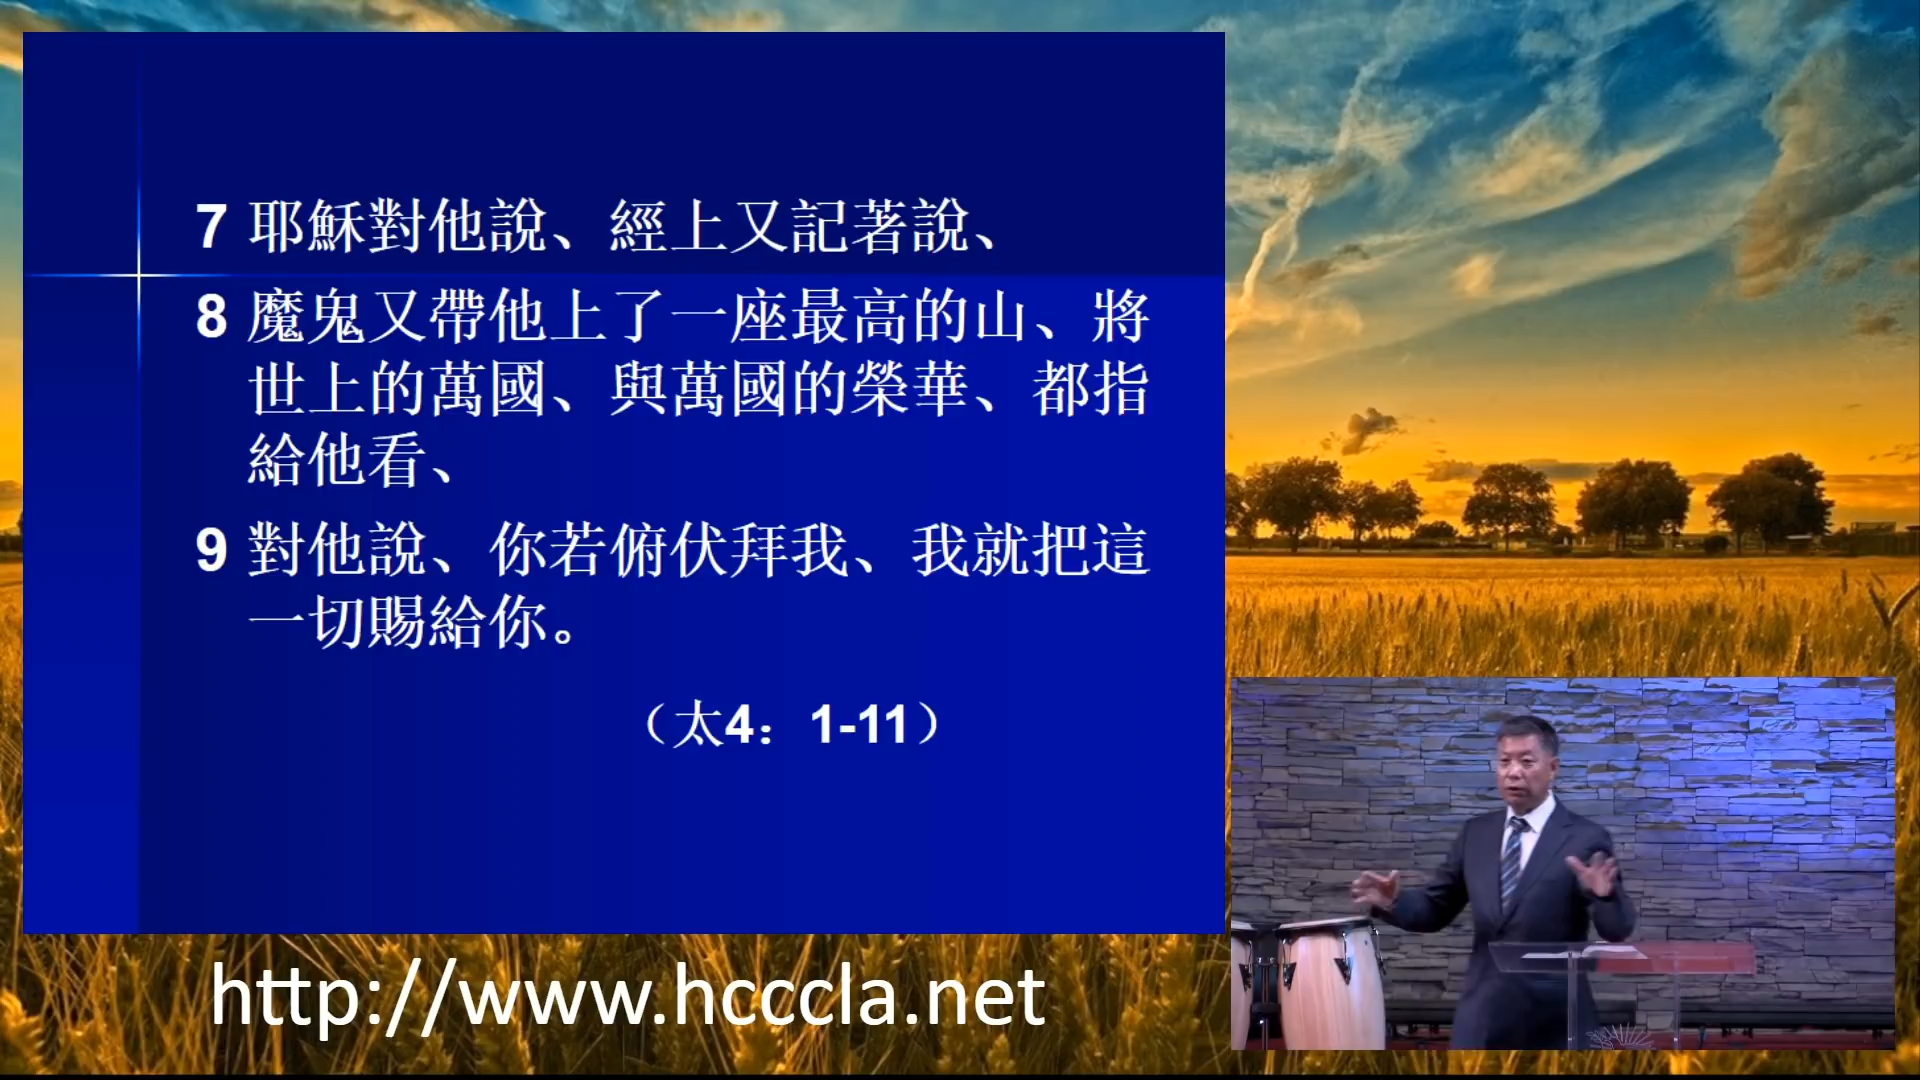 7 耶穌對他說、經上又記著說、
8 魔鬼又帶他上了一座最高的山、將
世上的萬國、與萬國的榮華、都指
給他看、
9 對他說、你若俯伏拜我、我就把這
一切賜給你。
（太4：1-11）
http://www.hcccla.net